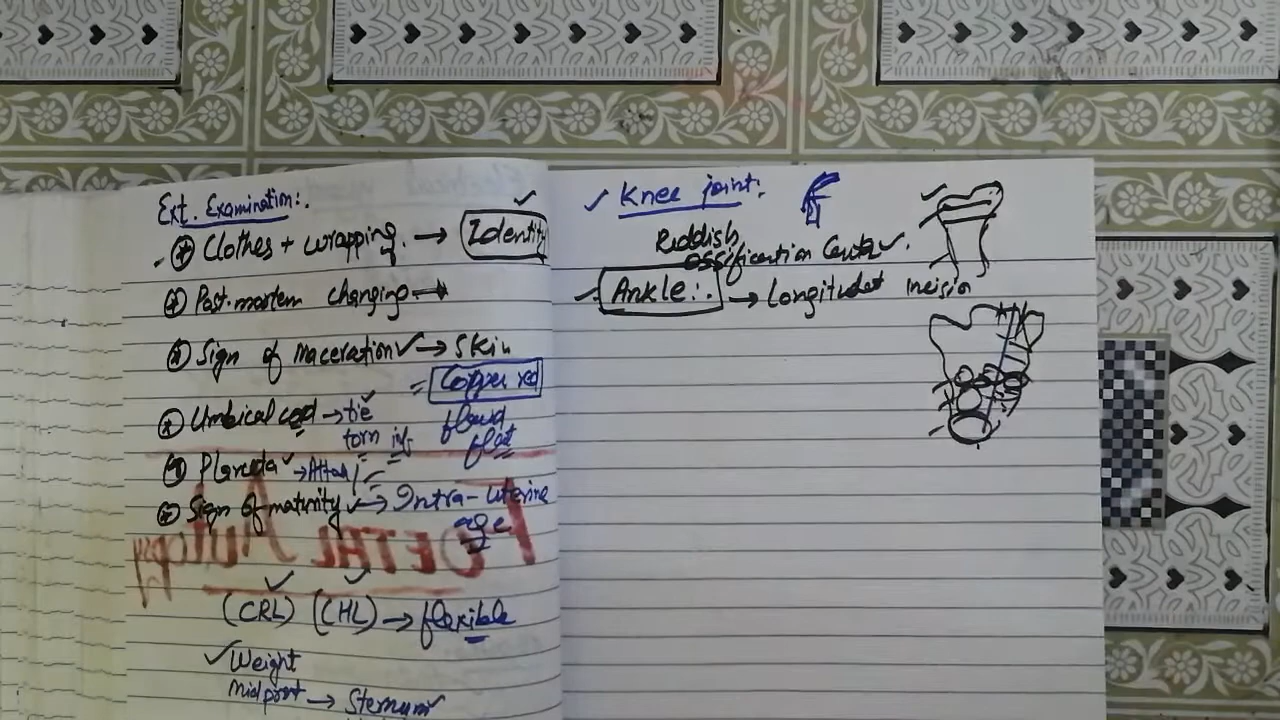 Ext. Examination:.
Clothes + wrapping. → Identity
Post-mortem changing →
Sign of maceration → Skin
= Copper red
Umbical cord → tie
torn
Placenta → Attach
Sign of maturity → Intra-uterine
age
FOETAL Autopsy
(CRL) (CHL) → flexible
Weight
midpoint → Sternum
Knee joint:
Reddish
ossification Center.
Ankle:. → Longitudat incision